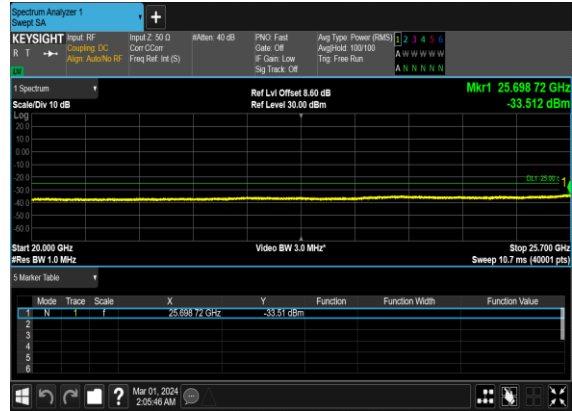 Spectrum Analyzer 1
Swept SA
+
KEYSIGHT Input: RF Input Z: 50 Ω #Atten: 40 dB PNO: Fast Avg Type: Power (RMS) 1 2 3 4 5 6
R T Coupling: DC Corr CCorr Gate: Off Avg|Hold: 100/100 A W W W W W
Align: Auto/No RF Freq Ref: Int (S) IF Gain: Low Trig: Free Run
LW Sig Track: Off A N N N N N
1 Spectrum Ref Lvl Offset 8.60 dB Mkr1 25.698 72 GHz
Scale/Div 10 dB Ref Level 30.00 dBm -33.512 dBm
Log
20.0
10.0
0.00
-10.0
-20.0
DL1 -25.00 1
-30.0
-40.0
-50.0
-60.0
Start 20.000 GHz Video BW 3.0 MHz* Stop 25.700 GHz
#Res BW 1.0 MHz Sweep 10.7 ms (40001 pts)
5 Marker Table
Mode Trace Scale X Y Function Function Width Function Value
1 N 1 f 25.698 72 GHz -33.51 dBm
2
3
4
5
6
? Mar 01, 2024
2:05:46 AM